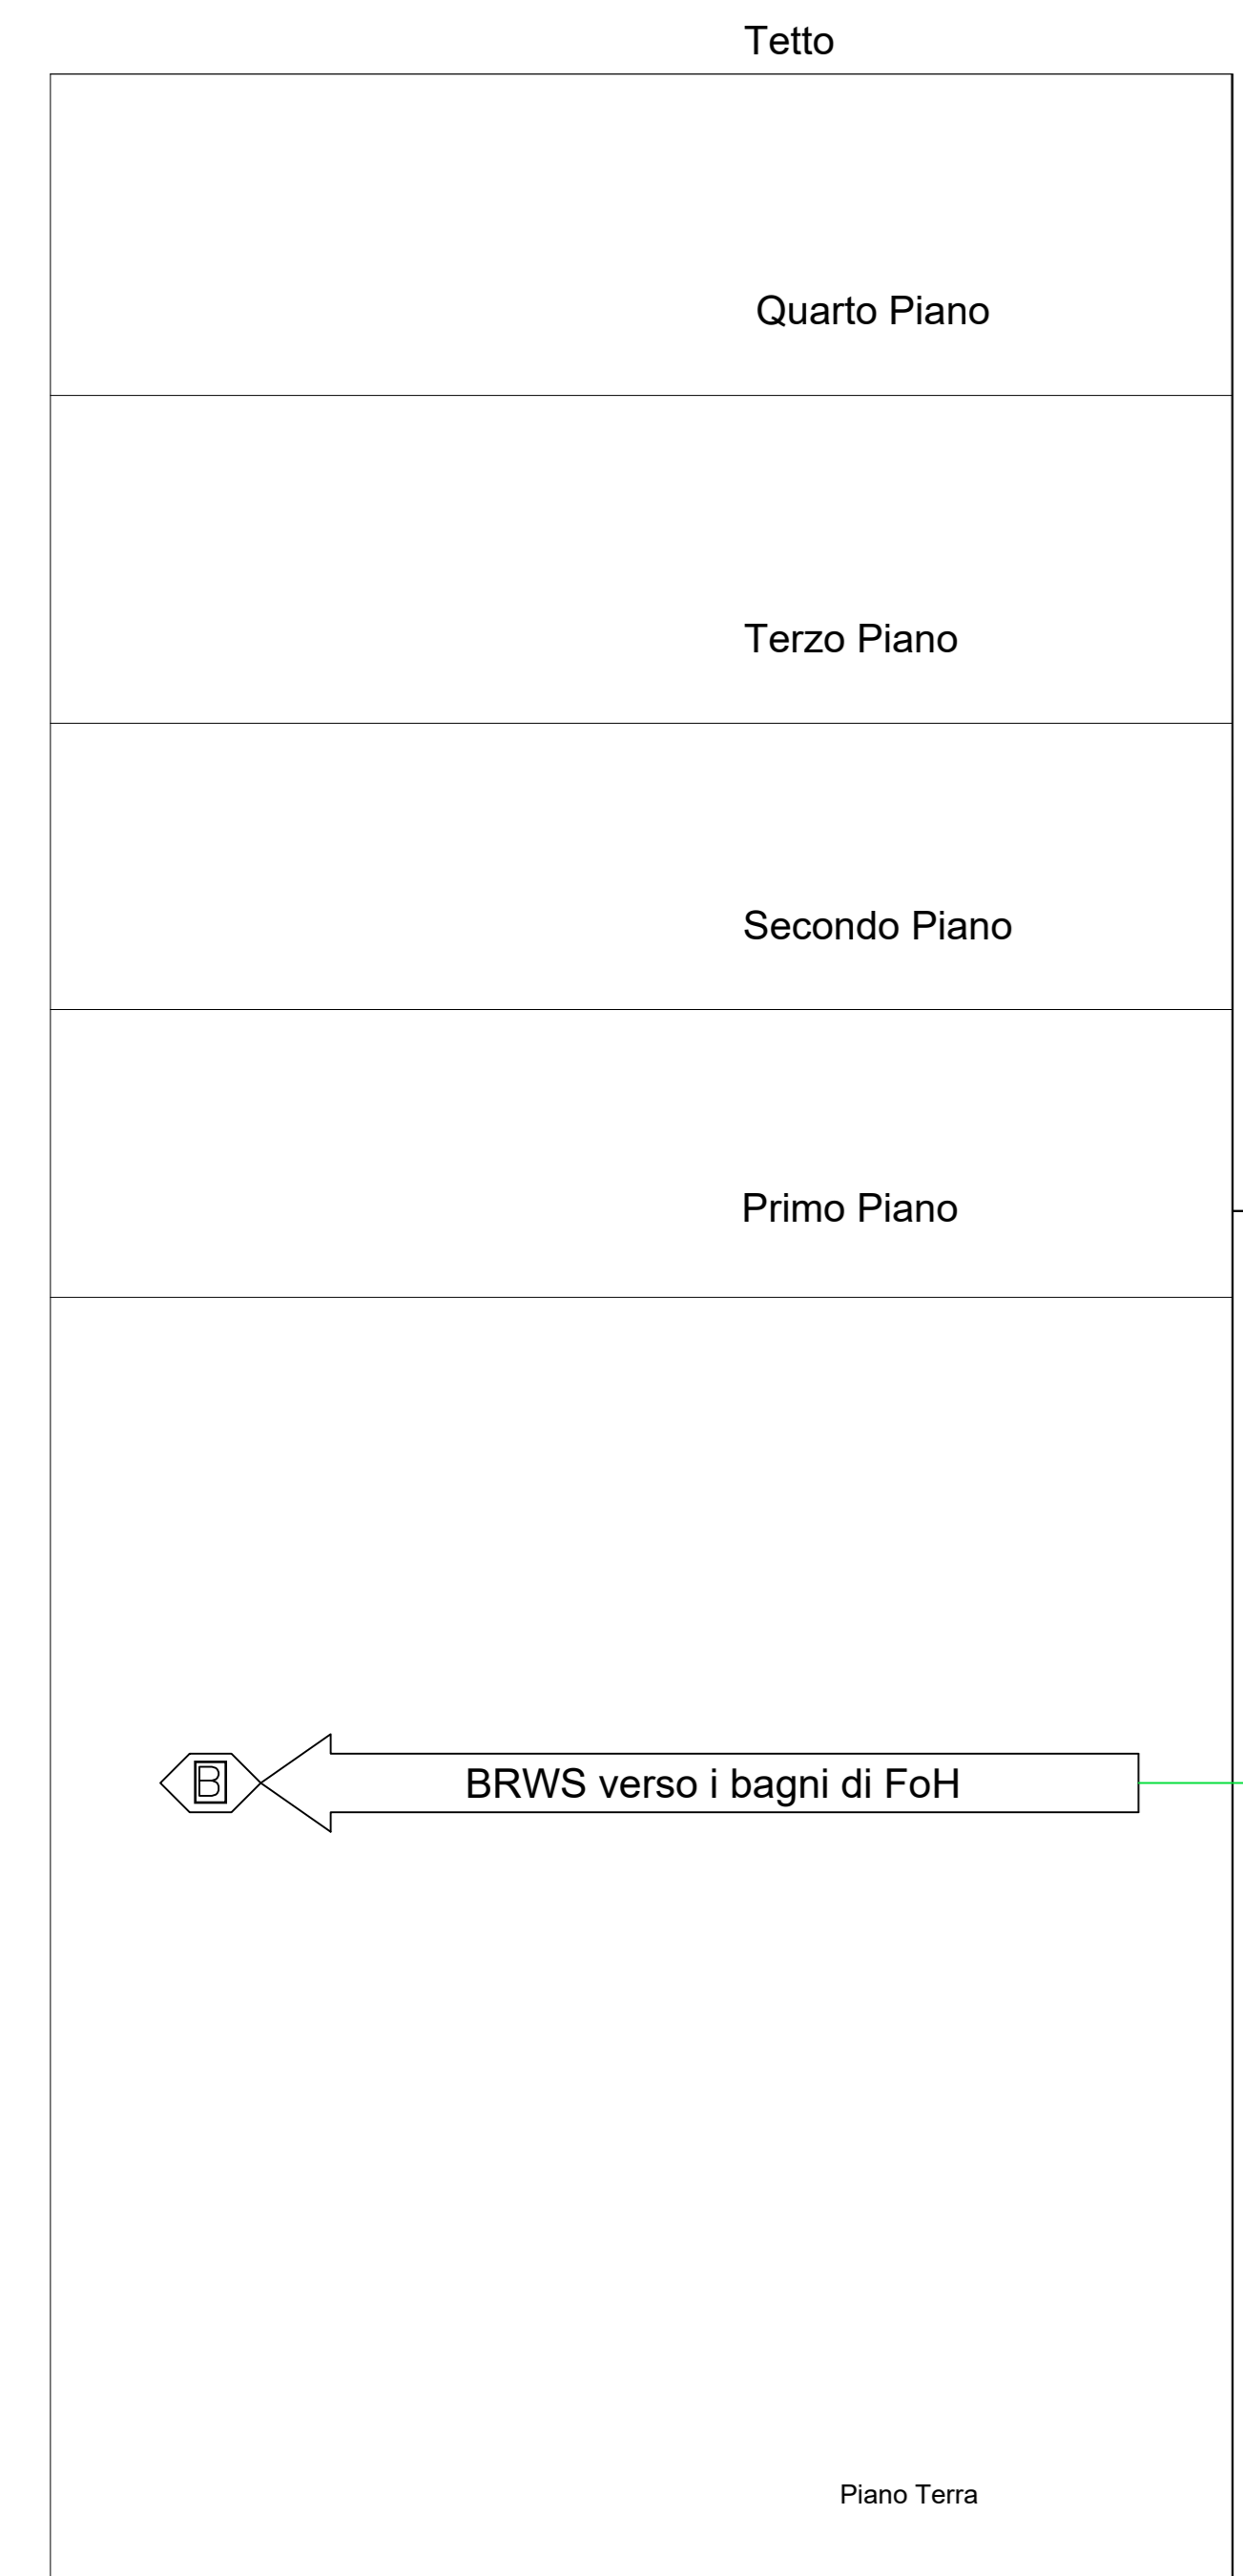 Tetto
Quarto Piano
Terzo Piano
Secondo Piano
Primo Piano
B
BRWS verso i bagni di FoH
Piano Terra